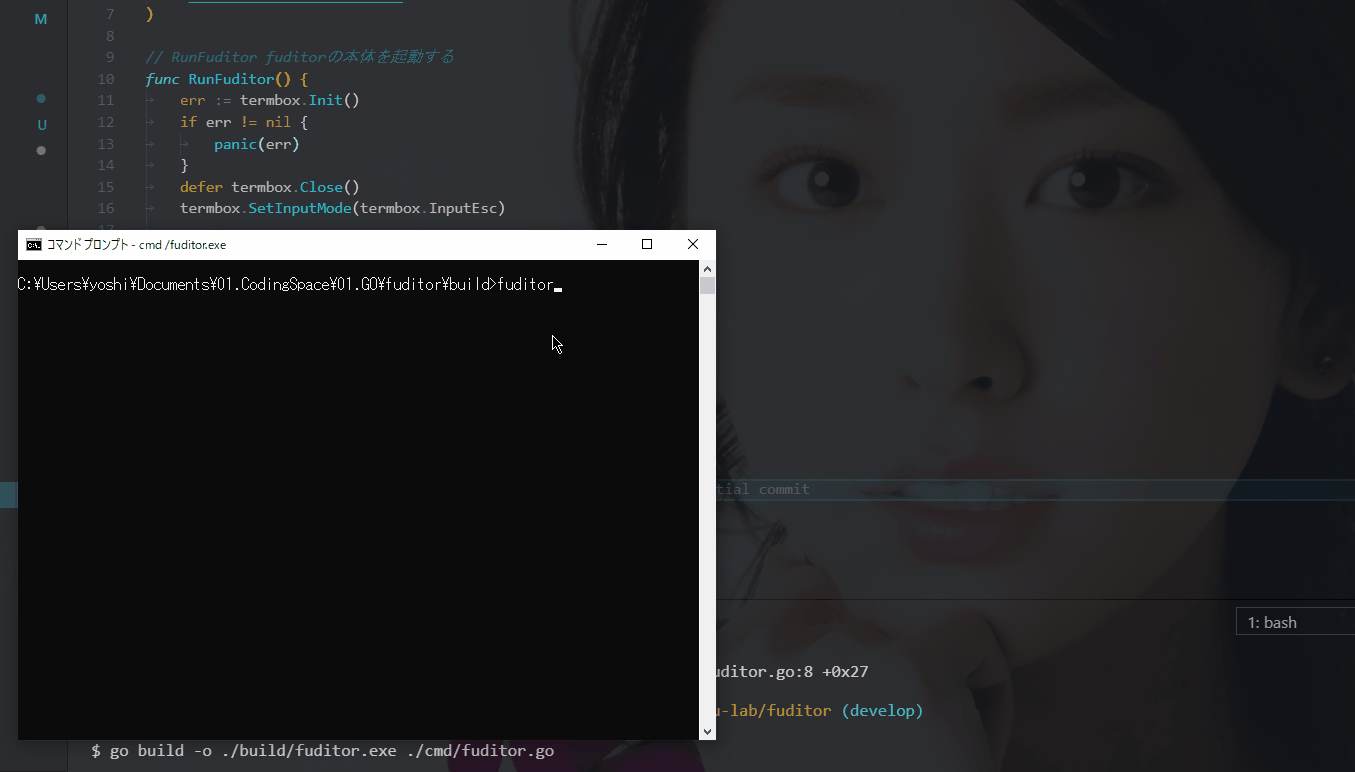 M
7 )
8
9 // RunFuditor fuditorの本体を起動する
10 func RunFuditor() {
11 err := termbox.Init()
U
12 if err != nil {
13 panic(err)
14 }
15 defer termbox.Close()
16 termbox.SetInputMode(termbox.InputEsc)
コマンド プロンプト - cmd /fuditor.exe
C:¥Users¥yoshi¥Documents¥01.CodingSpace¥01.GO¥fuditor¥build>fuditor
tial commit
1: bash
uditor.go:8 +0x27
u-lab/fuditor (develop)
$ go build -o ./build/fuditor.exe ./cmd/fuditor.go